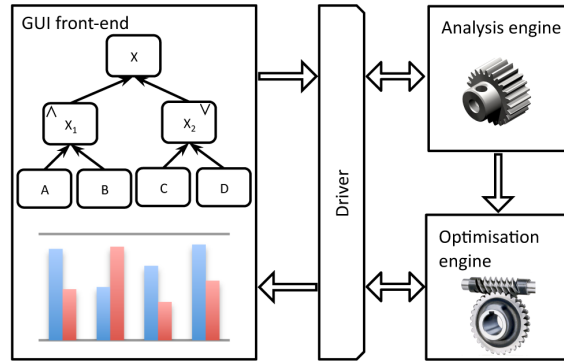 GUI front-end
X
∧
X₁
∨
X₂
A
B
C
D
Driver
Analysis engine
Optimisation
engine